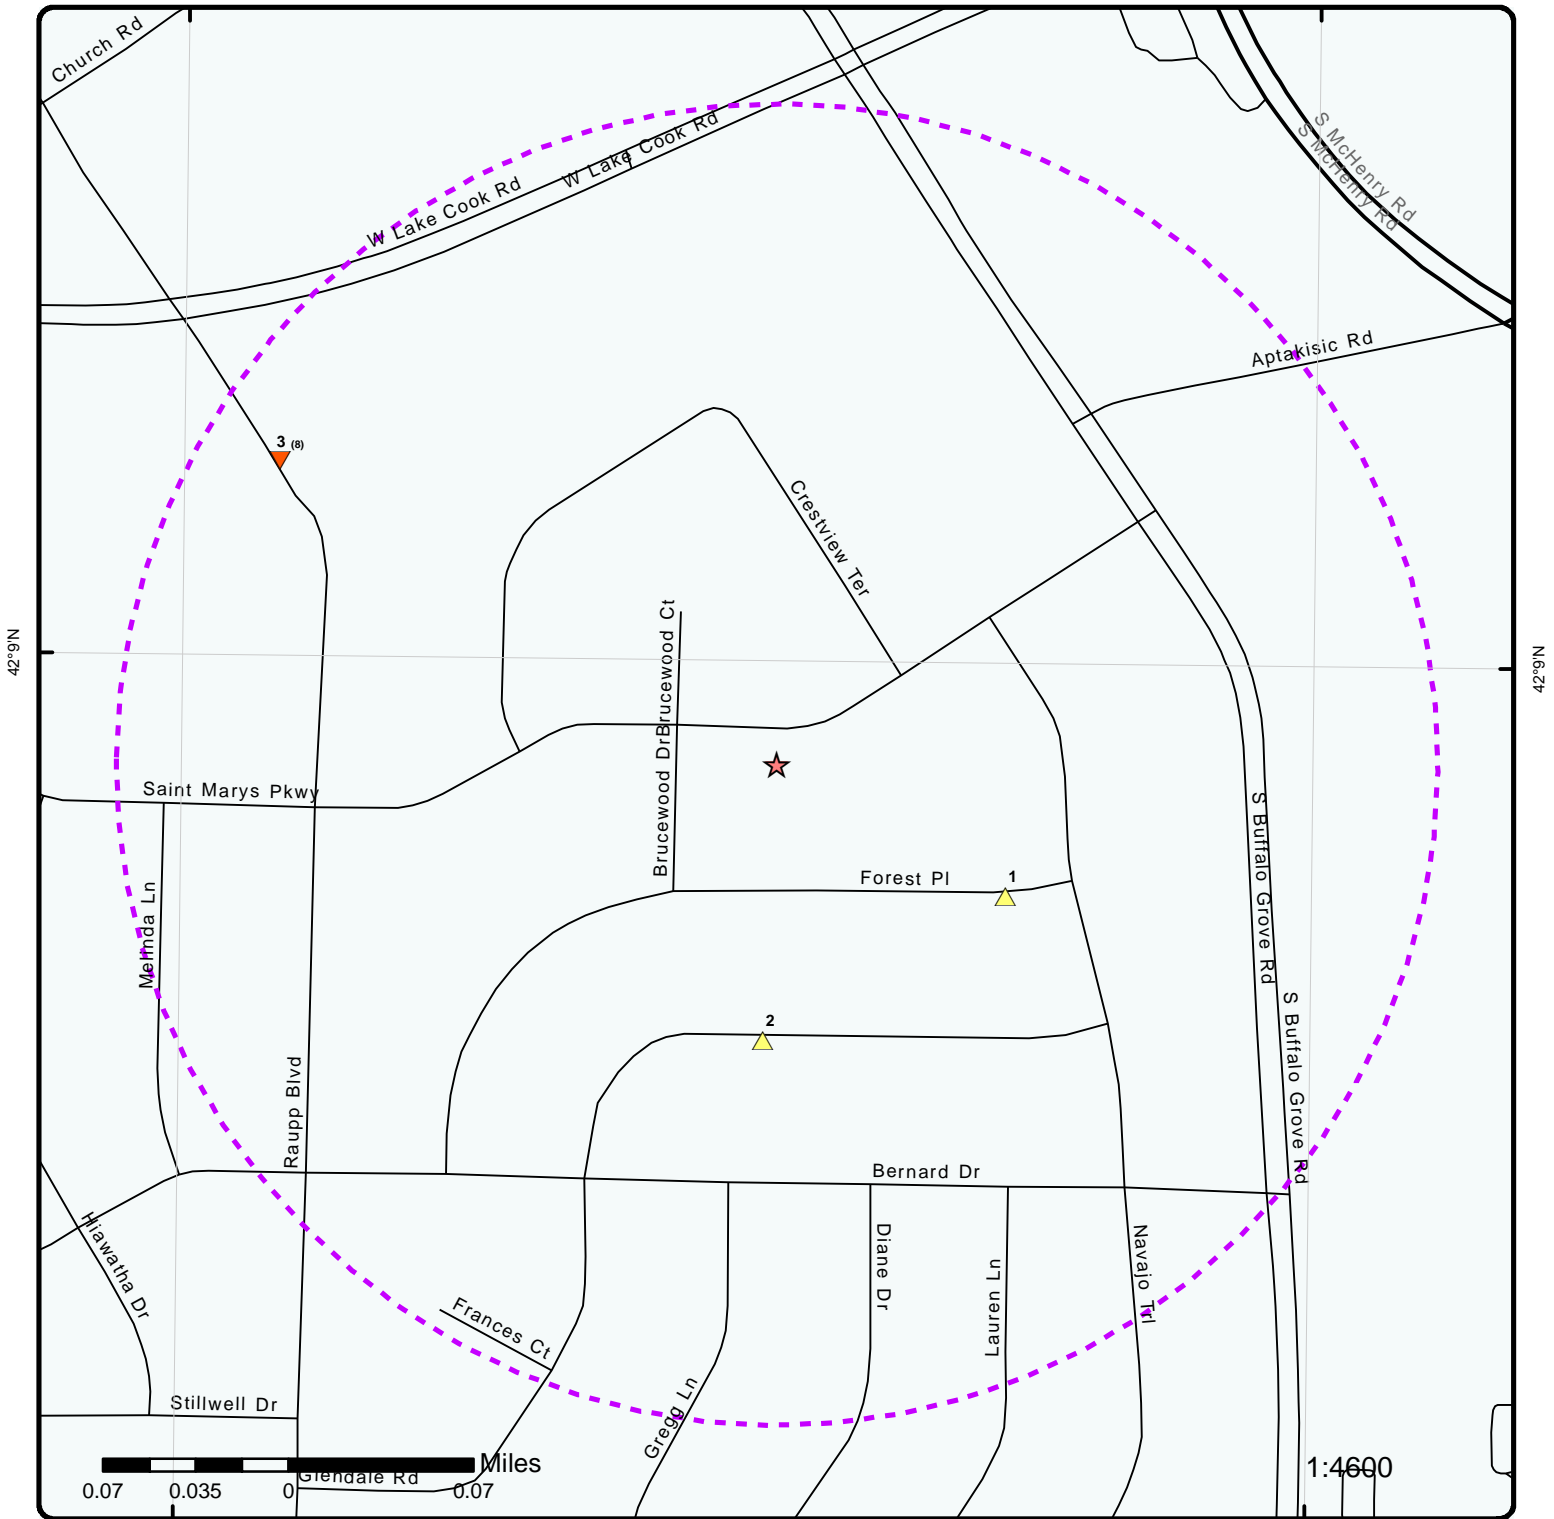 Church Rd
S McHenry Rd
S McHenry Rd
W Lake Cook Rd
W Lake Cook Rd
Aptakisic Rd
3 (8)
Crestview Ter
Brucewood Ct
42°9'N
42°9'N
Brucewood Dr
Saint Marys Pkwy
S Buffalo Grove Rd
Forest Pl
1
Melinda Ln
2
S Buffalo Grove Rd
Raupp Blvd
Bernard Dr
Hiawatha Dr
Diane Dr
Navajo Trl
Lauren Ln
Frances Ct
Gregg Ln
Stillwell Dr
Miles
1:4600
Glendale Rd
0.07 0.035 0 0.07